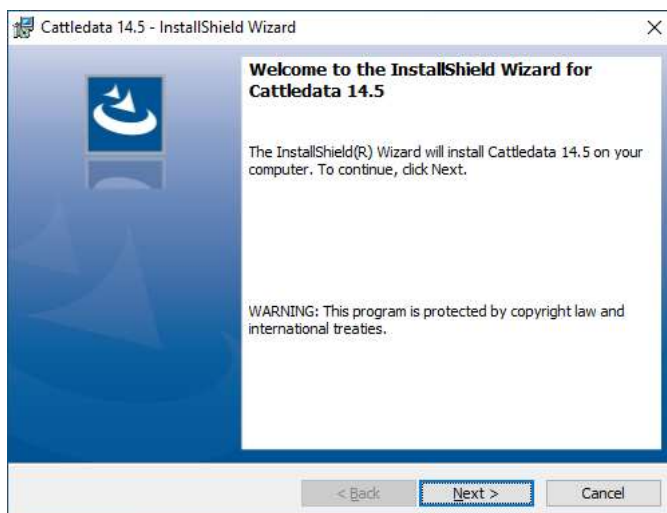 Cattledata 14.5 - InstallShield Wizard
Welcome to the InstallShield Wizard for
Cattledata 14.5
The InstallShield(R) Wizard will install Cattledata 14.5 on your
computer. To continue, click Next.
WARNING: This program is protected by copyright law and
international treaties.
< Back
Next >
Cancel